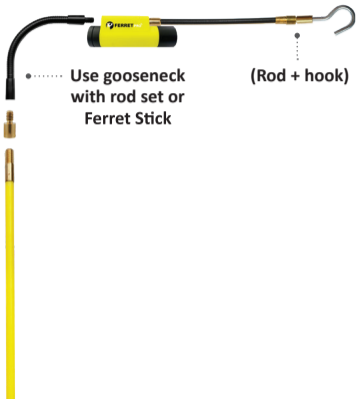 FERRET
Use gooseneck
with rod set or
Ferret Stick
(Rod + hook)